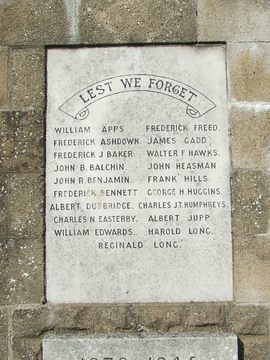 LEST WE FORGET
WILLIAM APPS. FREDERICK FREED.
FREDERICK ASHDOWN. JAMES GADD.
FREDERICK J BAKER. WALTER F HAWKS.
JOHN B. BALCHIN. JOHN HEASMAN.
JOHN R. BENJAMIN. FRANK HILLS.
FREDERICK BENNETT. GEORGE H HUGGINS.
ALBERT DURBRIDGE. CHARLES J.T. HUMPHREYS.
CHARLES N EASTERBY. ALBERT JUPP.
WILLIAM EDWARDS. HAROLD LONG.
REGINALD LONG.